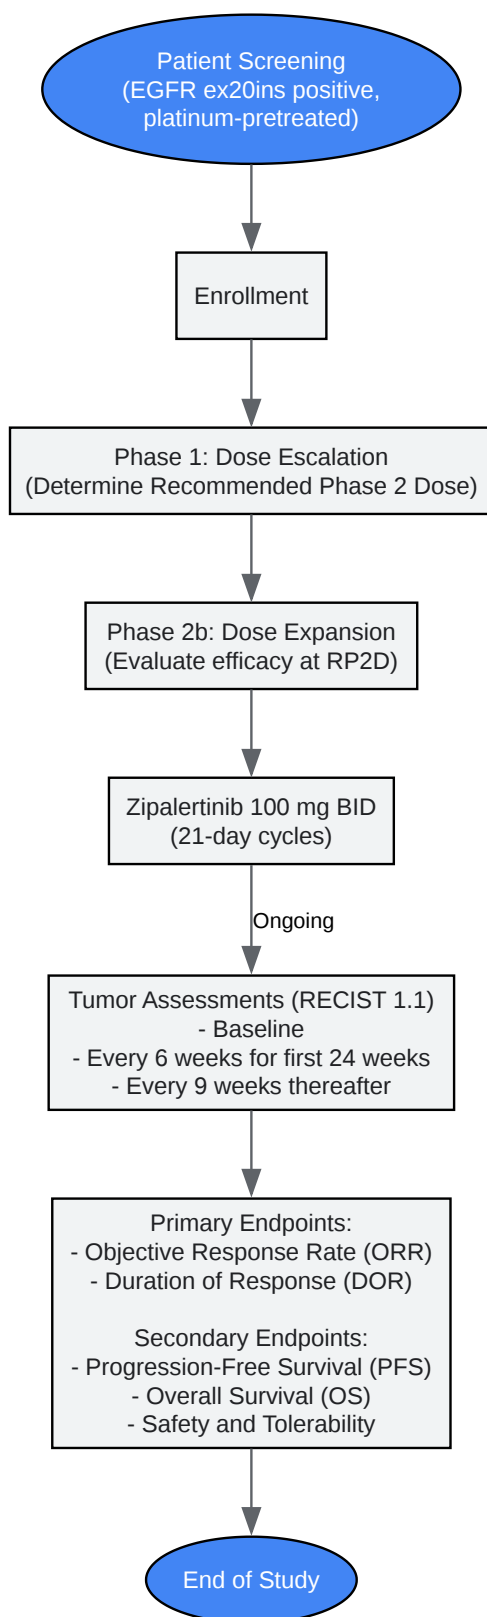 Patient Screening
(EGFR ex20ins positive,
platinum-pretreated)
Enrollment
Phase 1: Dose Escalation
(Determine Recommended Phase 2 Dose)
Phase 2b: Dose Expansion
(Evaluate efficacy at RP2D)
Zipalertinib 100 mg BID
(21-day cycles)
Ongoing
Tumor Assessments (RECIST 1.1)
- Baseline
- Every 6 weeks for first 24 weeks
- Every 9 weeks thereafter
Primary Endpoints:
- Objective Response Rate (ORR)
- Duration of Response (DOR)
Secondary Endpoints:
- Progression-Free Survival (PFS)
- Overall Survival (OS)
- Safety and Tolerability
End of Study